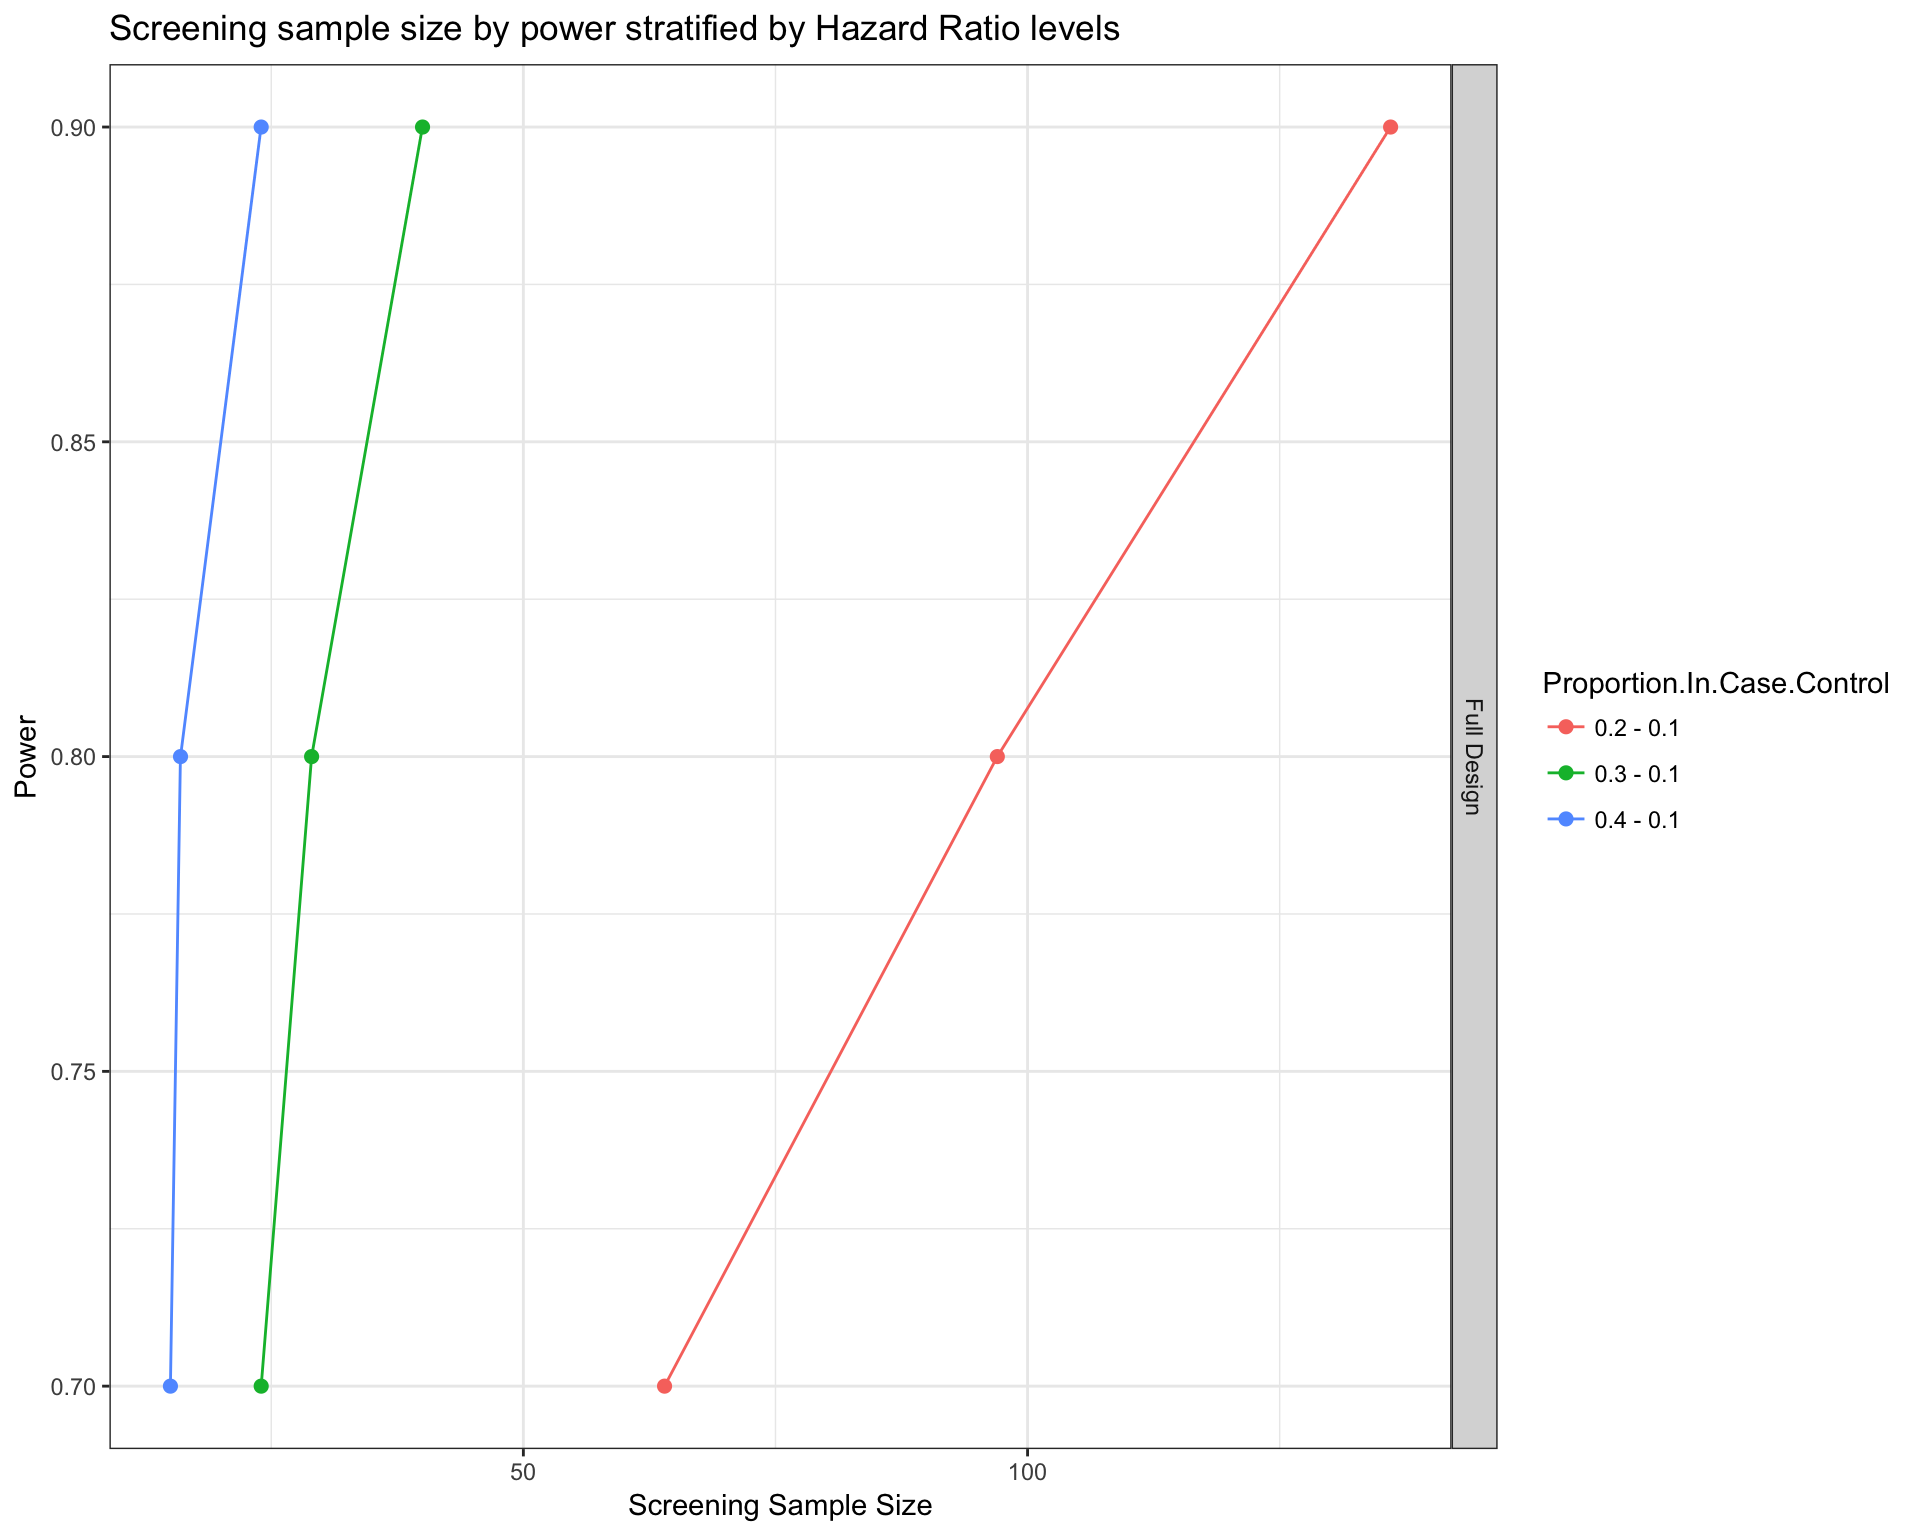 Screening sample size by power stratified by Hazard Ratio levels
0.90
0.85
0.80
0.75
0.70
Power
50
100
Screening Sample Size
Full Design
Proportion.In.Case.Control
0.2 - 0.1
0.3 - 0.1
0.4 - 0.1